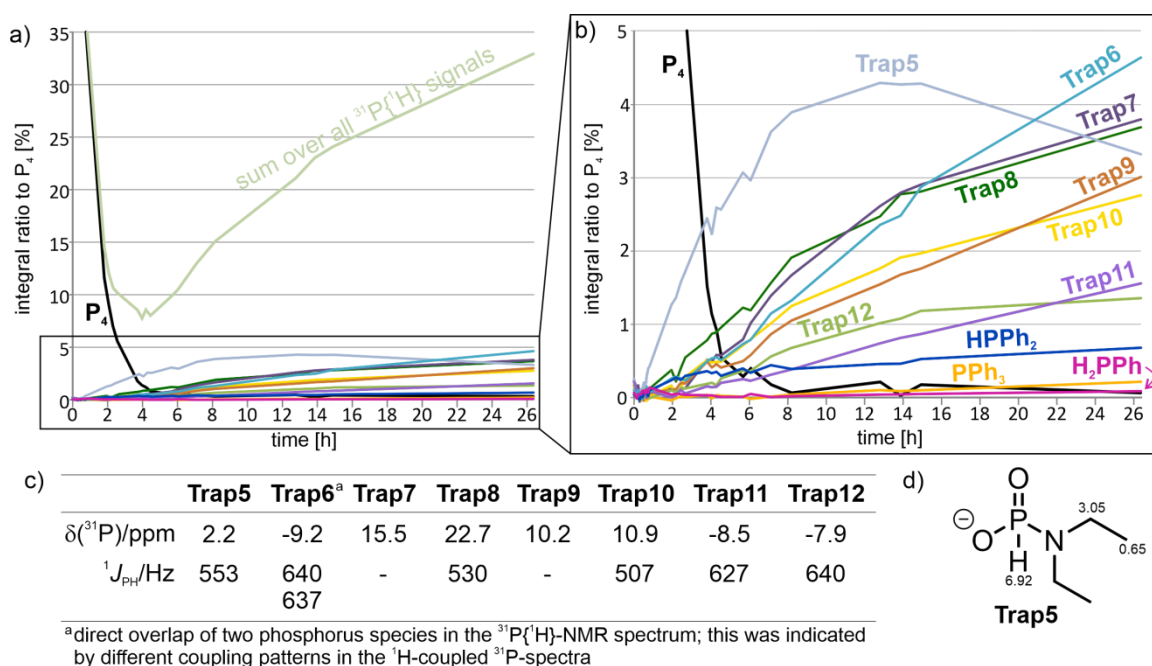 a)
integral ratio to P₄ [%]
35
30
25
20
15
10
5
0
P₄
sum over all ³¹P{¹H} signals
0 2 4 6 8 10 12 14 16 18 20 22 24 26
time [h]
b)
integral ratio to P₄ [%]
5
4
3
2
1
0
P₄
Trap5
Trap6
Trap7
Trap8
Trap9
Trap10
Trap11
Trap12
HPPh₂
H₂PPh
PPh₃
0 2 4 6 8 10 12 14 16 18 20 22 24 26
time [h]
c)
Trap5 Trap6ᵃ Trap7 Trap8 Trap9 Trap10 Trap11 Trap12
δ(³¹P)/ppm 2.2 -9.2 15.5 22.7 10.2 10.9 -8.5 -7.9
¹J_PH/Hz 553 640 - 530 - 507 627 640
637
ᵃdirect overlap of two phosphorus species in the ³¹P{¹H}-NMR spectrum; this was indicated
by different coupling patterns in the ¹H-coupled ³¹P-spectra
d)
O
⊖
O P N
H
3.05
0.65
6.92
Trap5